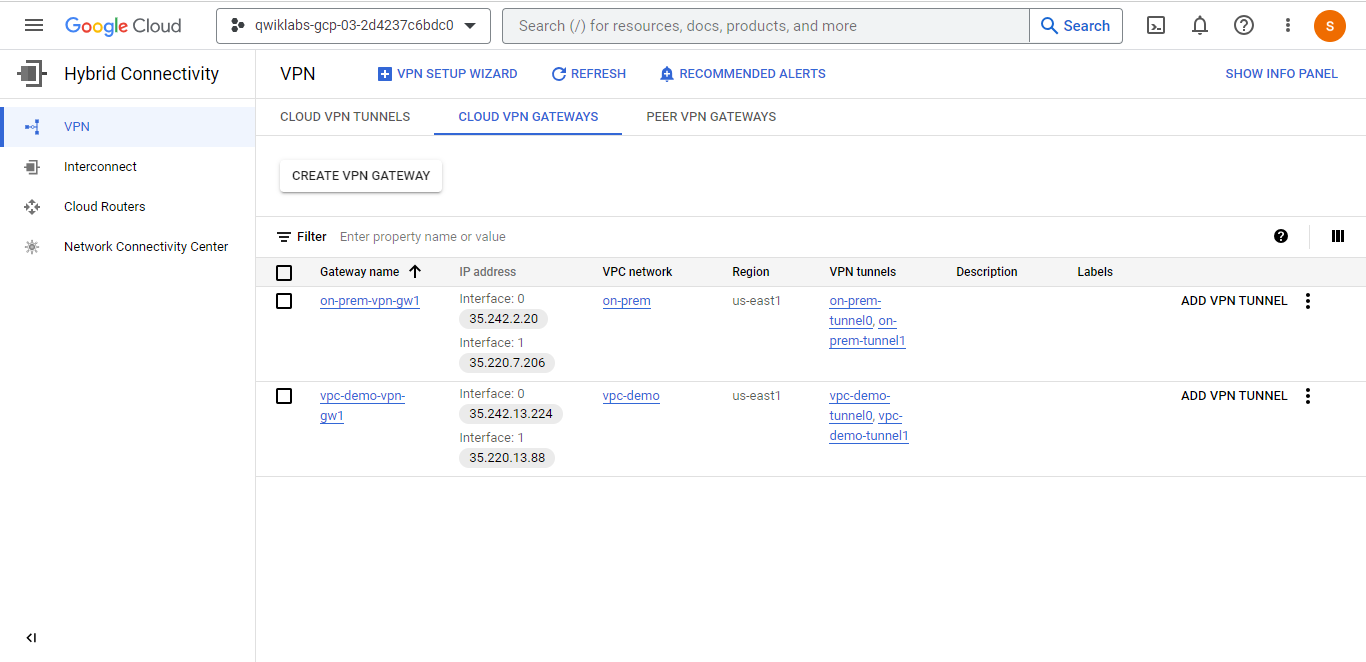 Google Cloud
qwiklabs-gcp-03-2d4237c6bdc0
Search (/) for resources, docs, products, and more
Search
S
Hybrid Connectivity
VPN
VPN SETUP WIZARD
REFRESH
RECOMMENDED ALERTS
SHOW INFO PANEL
VPN
Interconnect
Cloud Routers
Network Connectivity Center
CLOUD VPN TUNNELS
CLOUD VPN GATEWAYS
PEER VPN GATEWAYS
CREATE VPN GATEWAY
Filter
Enter property name or value
Gateway name
IP address
VPC network
Region
VPN tunnels
Description
Labels
on-prem-vpn-gw1
Interface: 0
35.242.2.20
Interface: 1
35.220.7.206
on-prem
us-east1
on-prem-
tunnel0, on-
prem-tunnel1
ADD VPN TUNNEL
vpc-demo-vpn-
gw1
Interface: 0
35.242.13.224
Interface: 1
35.220.13.88
vpc-demo
us-east1
vpc-demo-
tunnel0, vpc-
demo-tunnel1
ADD VPN TUNNEL